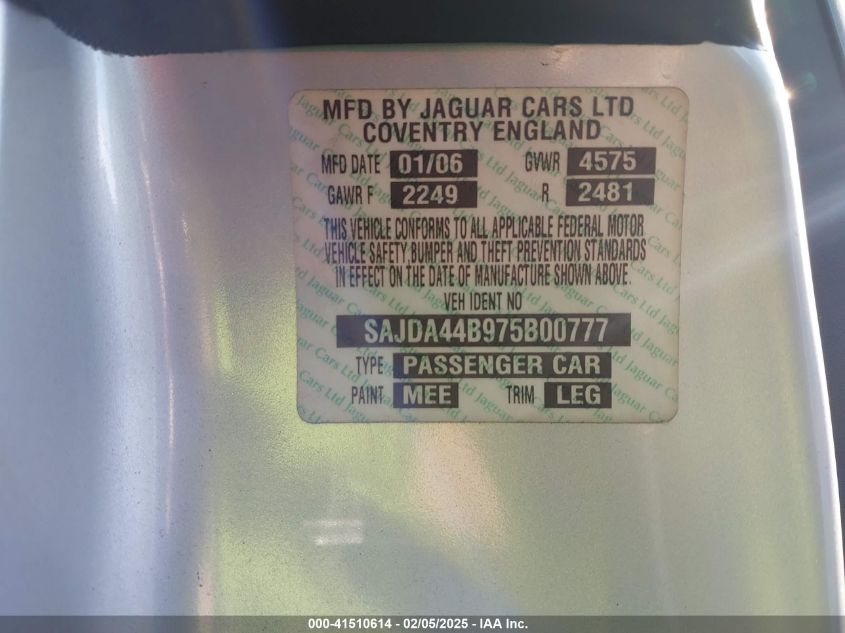 MFD BY JAGUAR CARS LTD
COVENTRY ENGLAND
MFD DATE 01/06 GVWR 4575
GAWR F 2249 R 2481
THIS VEHICLE CONFORMS TO ALL APPLICABLE FEDERAL MOTOR
VEHICLE SAFETY,BUMPER AND THEFT PREVENTION STANDARDS
IN EFFECT ON THE DATE OF MANUFACTURE SHOWN ABOVE.
VEH IDENT NO
SAJDA44B975B00777
TYPE PASSENGER CAR
PAINT MEE TRIM LEG
000-41510614 - 02/05/2025 - IAA Inc.